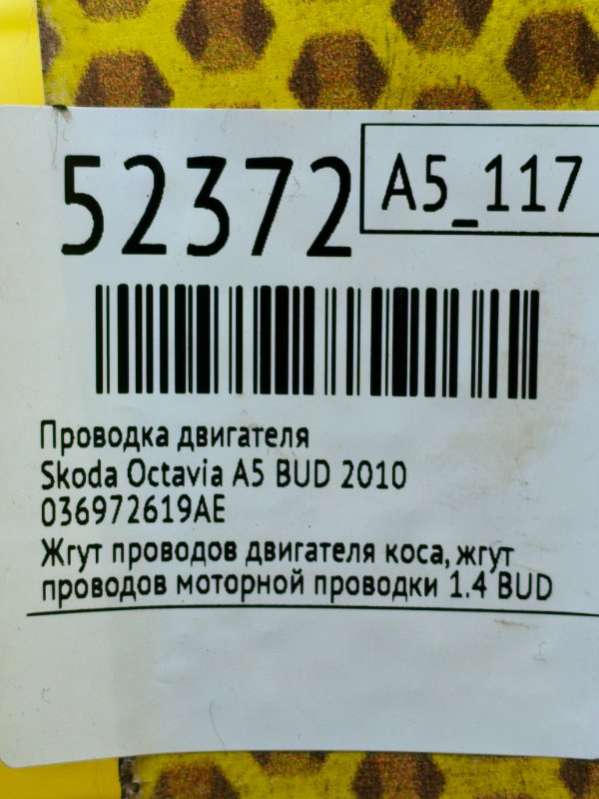 52372
A5_117
Проводка двигателя
Skoda Octavia A5 BUD 2010
036972619AE
Жгут проводов двигателя коса, жгут
проводов моторной проводки 1.4 BUD